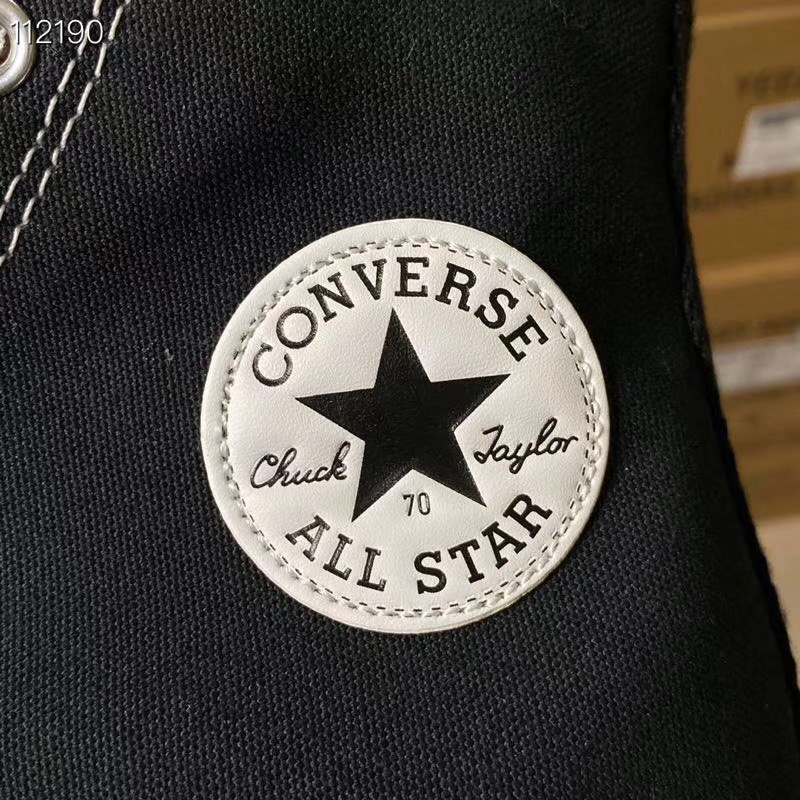 112190
CONVERSE
Chuck Taylor
70
ALL STAR